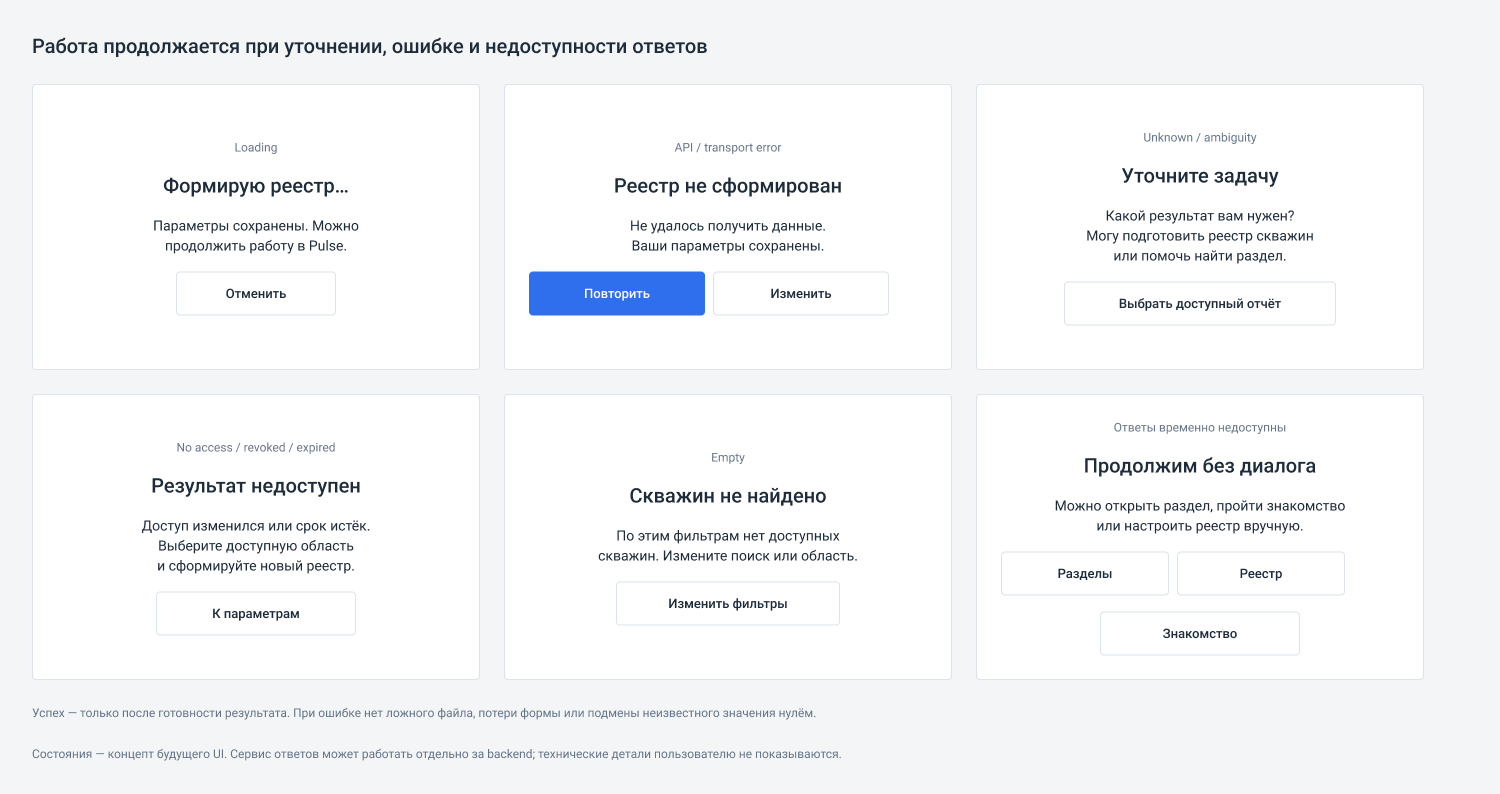 Работа продолжается при уточнении, ошибке и недоступности ответов
Loading
Формирую реестр…
Параметры сохранены. Можно
продолжить работу в Pulse.
Отменить
API / transport error
Реестр не сформирован
Не удалось получить данные.
Ваши параметры сохранены.
Повторить
Изменить
Unknown / ambiguity
Уточните задачу
Какой результат вам нужен?
Могу подготовить реестр скважин
или помочь найти раздел.
Выбрать доступный отчёт
No access / revoked / expired
Результат недоступен
Доступ изменился или срок истёк.
Выберите доступную область
и сформируйте новый реестр.
К параметрам
Empty
Скважин не найдено
По этим фильтрам нет доступных
скважин. Измените поиск или область.
Изменить фильтры
Ответы временно недоступны
Продолжим без диалога
Можно открыть раздел, пройти знакомство
или настроить реестр вручную.
Разделы
Реестр
Знакомство
Успех — только после готовности результата. При ошибке нет ложного файла, потери формы или подмены неизвестного значения нулём.
Состояния — концепт будущего UI. Сервис ответов может работать отдельно за backend; технические детали пользователю не показываются.